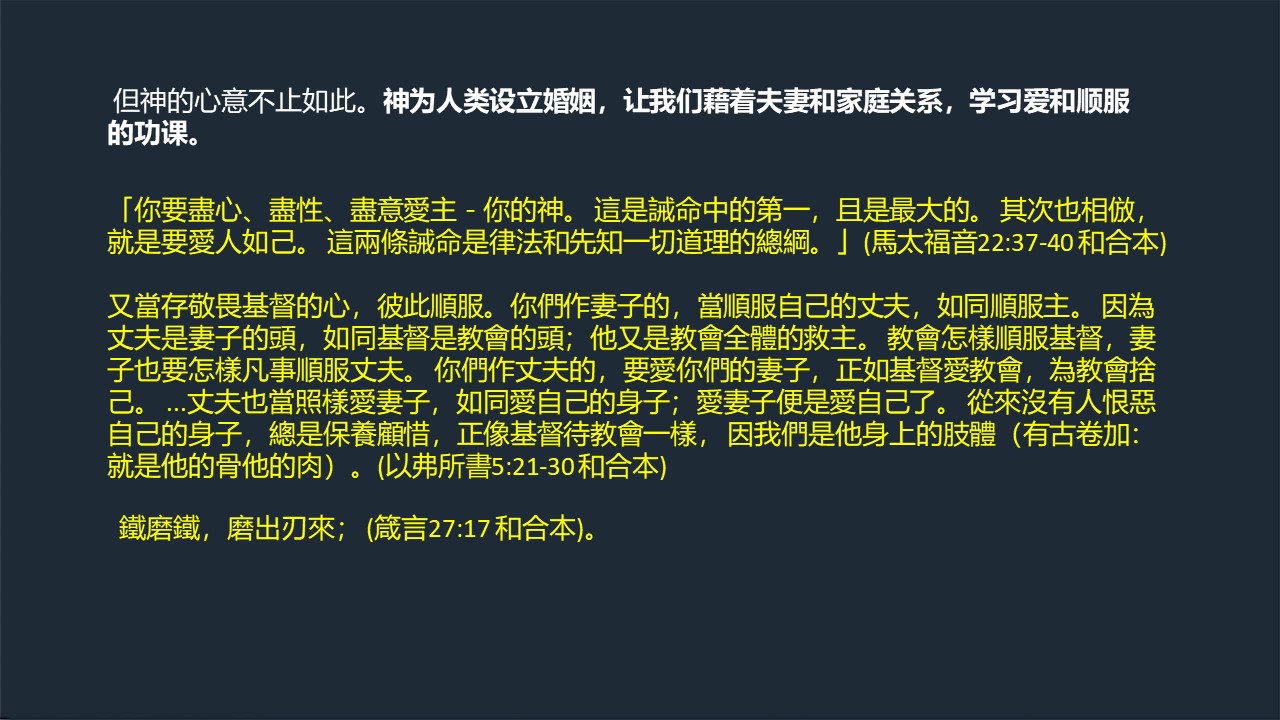 但神的心意不止如此。神为人类设立婚姻，让我们藉着夫妻和家庭关系，学习爱和顺服
的功课。
「你要盡心、盡性、盡意愛主－你的神。 這是誡命中的第一，且是最大的。 其次也相倣，
就是要愛人如己。 這兩條誡命是律法和先知一切道理的總綱。」(馬太福音22:37-40 和合本)
又當存敬畏基督的心，彼此順服。你們作妻子的，當順服自己的丈夫，如同順服主。 因為
丈夫是妻子的頭，如同基督是教會的頭；他又是教會全體的救主。 教會怎樣順服基督，妻
子也要怎樣凡事順服丈夫。 你們作丈夫的，要愛你們的妻子，正如基督愛教會，為教會捨
己。 ...丈夫也當照樣愛妻子，如同愛自己的身子；愛妻子便是愛自己了。 從來沒有人恨惡
自己的身子，總是保養顧惜，正像基督待教會一樣， 因我們是他身上的肢體（有古卷加：
就是他的骨他的肉）。(以弗所書5:21-30 和合本)
鐵磨鐵，磨出刃來； (箴言27:17 和合本)。